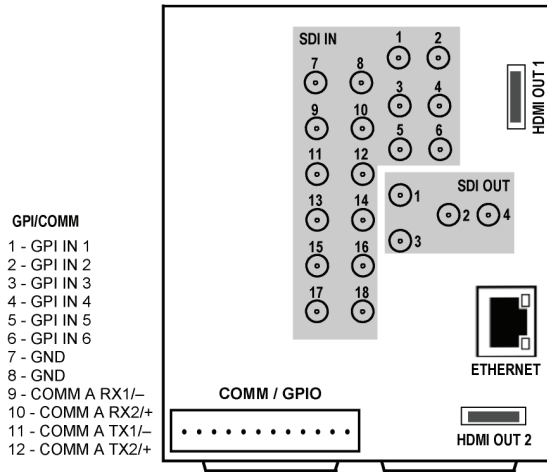 SDI IN
1 2
7 8
3 4
9 10
5 6
11 12
13 14
15 16
17 18
HDMI OUT 1
SDI OUT
1
2 4
3
ETHERNET
HDMI OUT 2
COMM / GPIO
GPI/COMM
1 - GPI IN 1
2 - GPI IN 2
3 - GPI IN 3
4 - GPI IN 4
5 - GPI IN 5
6 - GPI IN 6
7 - GND
8 - GND
9 - COMM A RX1/–
10 - COMM A RX2/+
11 - COMM A TX1/–
12 - COMM A TX2/+